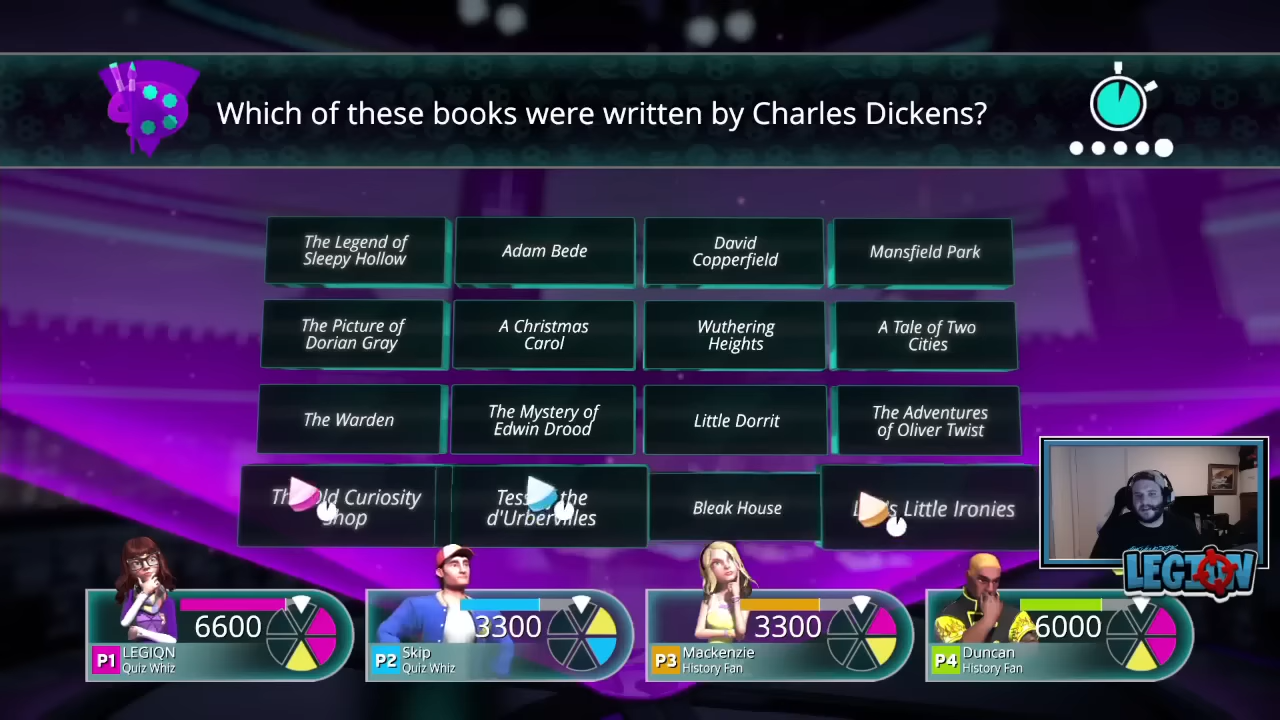 Which of these books were written by Charles Dickens?
The Legend of
Sleepy Hollow
Adam Bede
David
Copperfield
Mansfield Park
The Picture of
Dorian Gray
A Christmas
Carol
Wuthering
Heights
A Tale of Two
Cities
The Warden
The Mystery of
Edwin Drood
Little Dorrit
The Adventures
of Oliver Twist
Curiosity
Shop
the
d'Urbervilles
Bleak House
Little Ironies
LEGION
6600
P1 LEGIQN
Quiz Whiz
3300
P2 Skip
Quiz Whiz
3300
P3 Mackenzie
History Fan
6000
P4 Duncan
History Fan